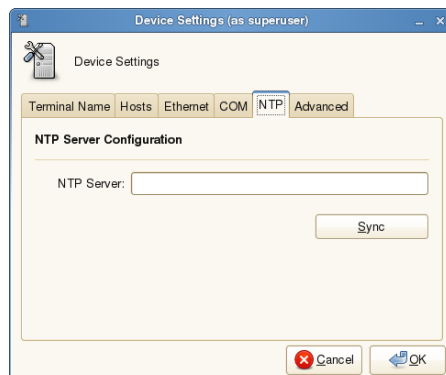 Device Settings (as superuser)
Device Settings
Terminal Name Hosts Ethernet COM NTP Advanced
NTP Server Configuration
NTP Server:
Sync
Cancel OK